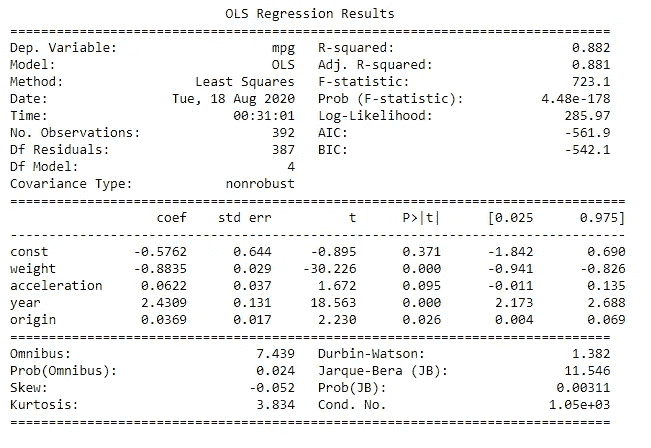 OLS Regression Results
==============================================================================
Dep. Variable: mpg R-squared: 0.882
Model: OLS Adj. R-squared: 0.881
Method: Least Squares F-statistic: 723.1
Date: Tue, 18 Aug 2020 Prob (F-statistic): 4.48e-178
Time: 00:31:01 Log-Likelihood: 285.97
No. Observations: 392 AIC: -561.9
Df Residuals: 387 BIC: -542.1
Df Model: 4
Covariance Type: nonrobust
================================================================================
coef std err t P>|t| [0.025 0.975]
--------------------------------------------------------------------------------
const -0.5762 0.644 -0.895 0.371 -1.842 0.690
weight -0.8835 0.029 -30.226 0.000 -0.941 -0.826
acceleration 0.0622 0.037 1.672 0.095 -0.011 0.135
year 2.4309 0.131 18.563 0.000 2.173 2.688
origin 0.0369 0.017 2.230 0.026 0.004 0.069
==============================================================================
Omnibus: 7.439 Durbin-Watson: 1.382
Prob(Omnibus): 0.024 Jarque-Bera (JB): 11.546
Skew: -0.052 Prob(JB): 0.00311
Kurtosis: 3.834 Cond. No. 1.05e+03
==============================================================================